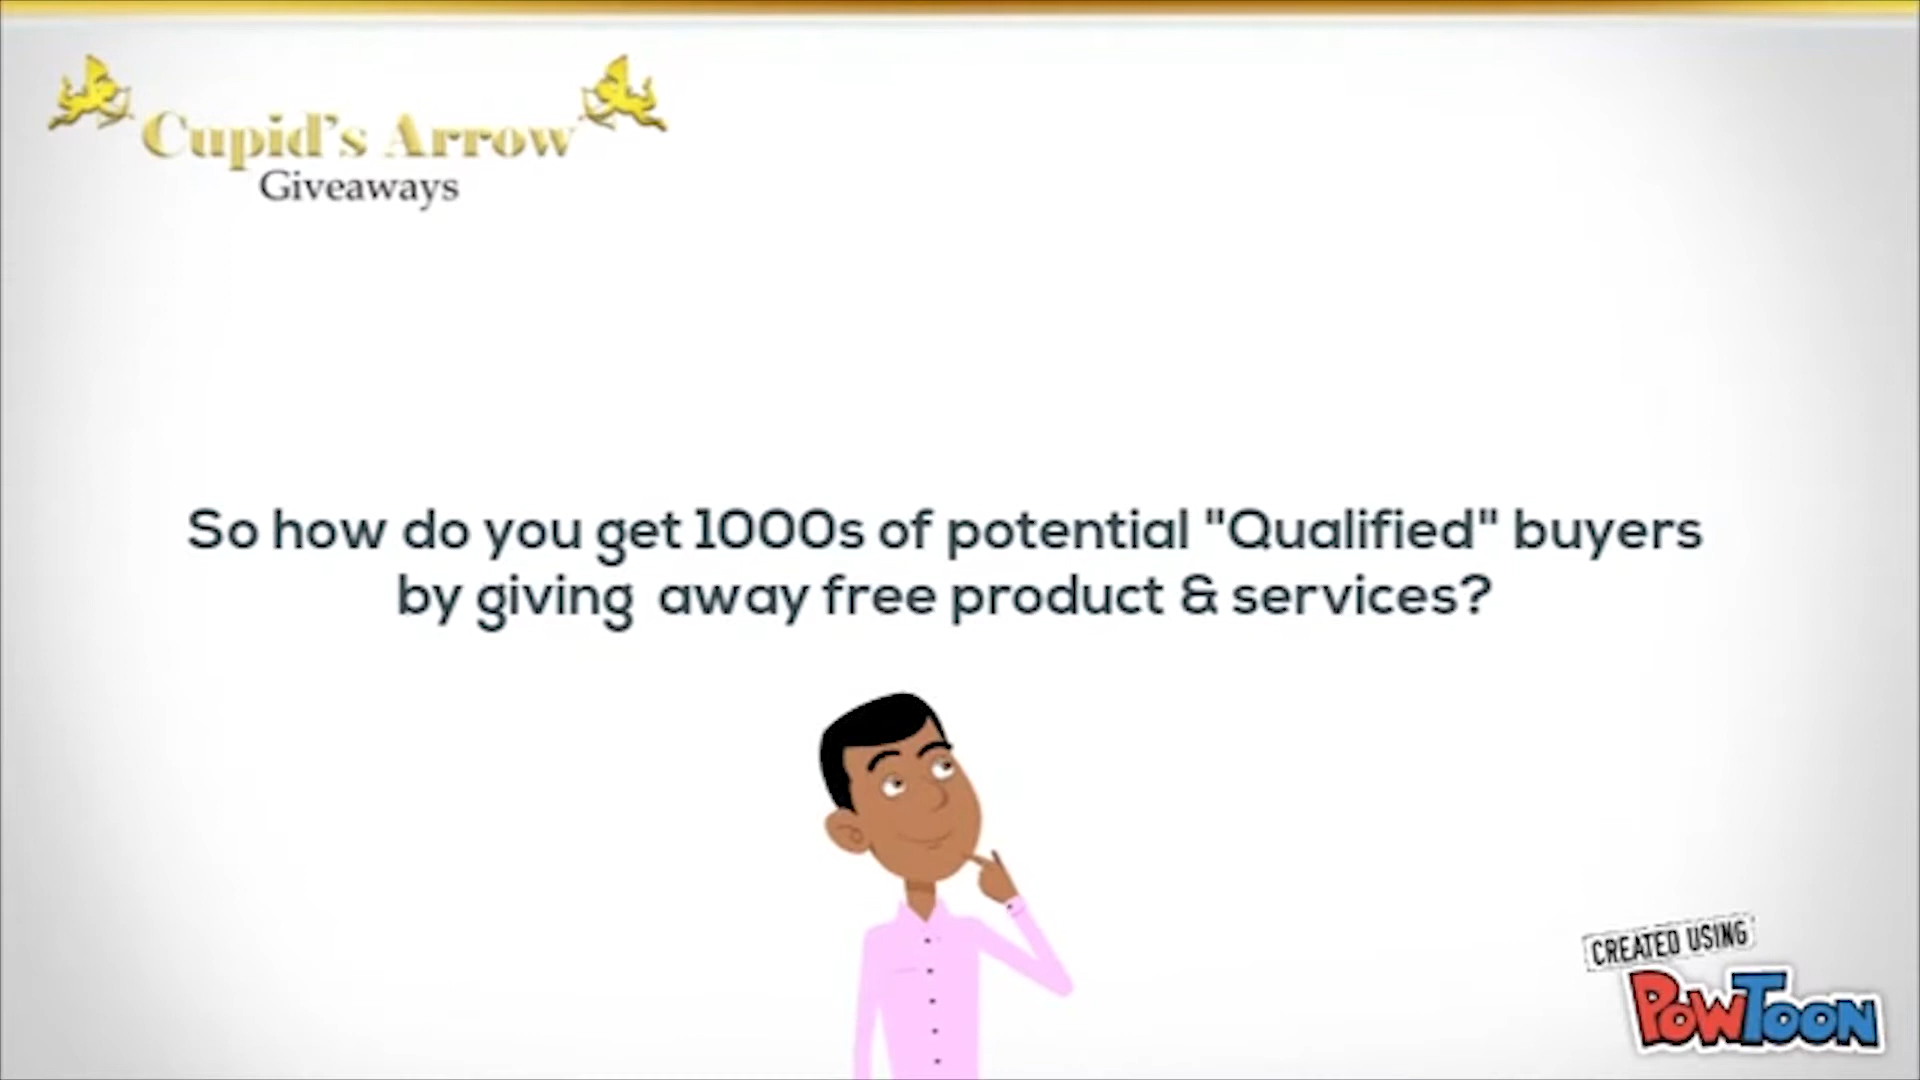 Cupid's Arrow
Giveaways
So how do you get 1000s of potential "Qualified" buyers
by giving away free product & services?
CREATED USING
POWTOON